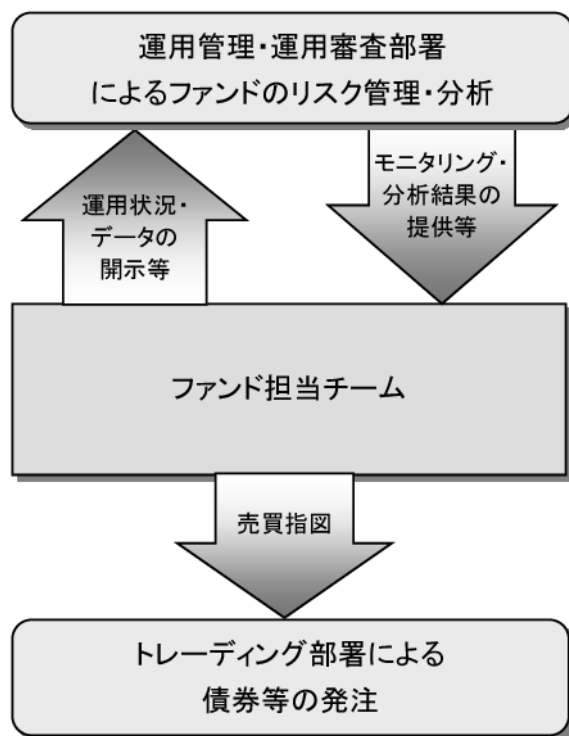 運用管理・運用審査部署
によるファンドのリスク管理・分析
運用状況・
データの
開示等
モニタリング・
分析結果の
提供等
ファンド担当チーム
売買指図
トレーディング部署による
債券等の発注